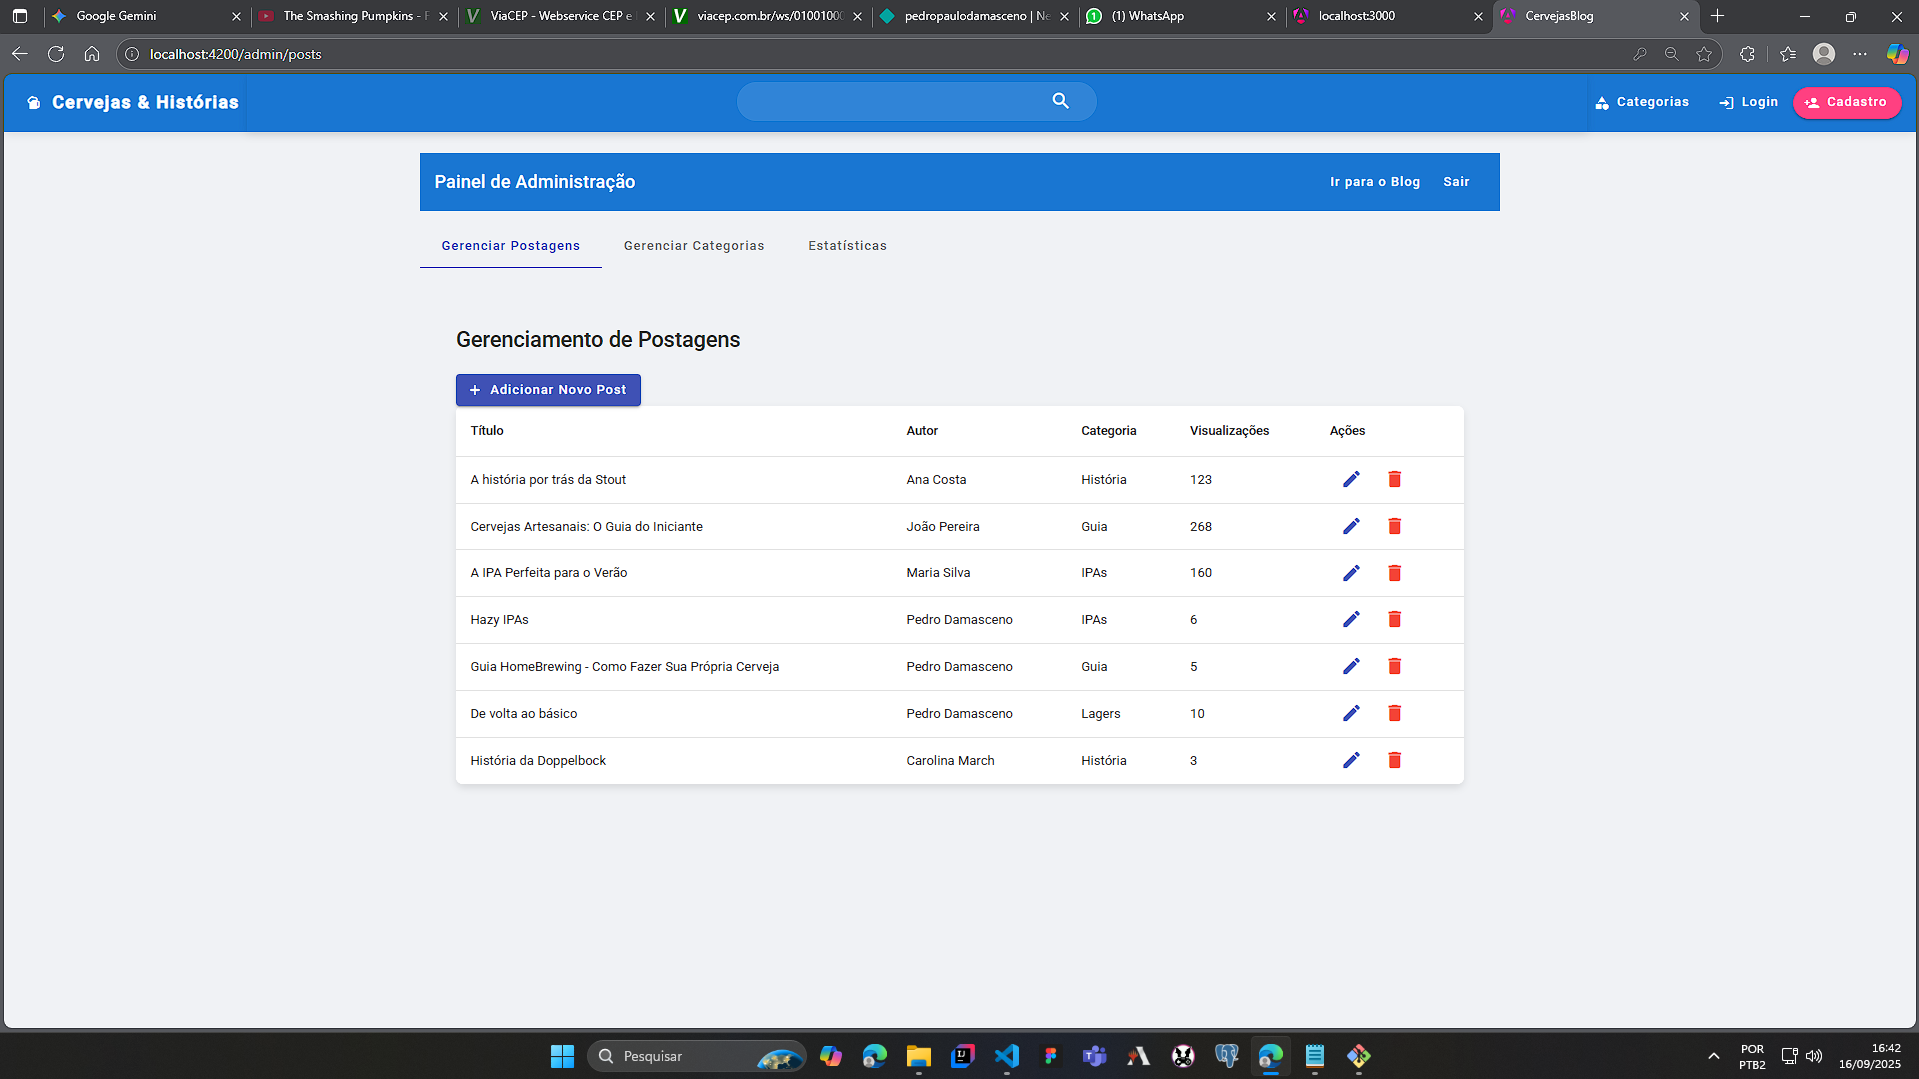 Google Gemini
The Smashing Pumpkins - F
ViaCEP - Webservice CEP e
viacep.com.br/ws/01001000
pedropaulodamasceno | Ne
(1) WhatsApp
localhost:3000
CervejasBlog
localhost:4200/admin/posts
Cervejas & Histórias
Categorias
Login
Cadastro
Painel de Administração
Ir para o Blog
Sair
Gerenciar Postagens
Gerenciar Categorias
Estatísticas
Gerenciamento de Postagens
Adicionar Novo Post
Título Autor Categoria Visualizações Ações
A história por trás da Stout Ana Costa História 123
Cervejas Artesanais: O Guia do Iniciante João Pereira Guia 268
A IPA Perfeita para o Verão Maria Silva IPAs 160
Hazy IPAs Pedro Damasceno IPAs 6
Guia HomeBrewing - Como Fazer Sua Própria Cerveja Pedro Damasceno Guia 5
De volta ao básico Pedro Damasceno Lagers 10
História da Doppelbock Carolina March História 3
Pesquisar
POR
PTB2
16:42
16/09/2025